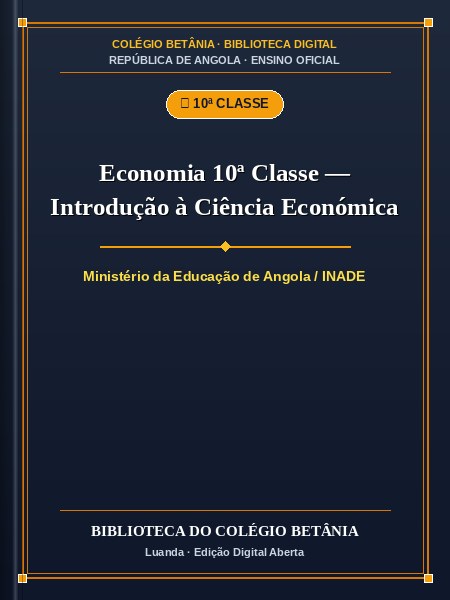 COLÉGIO BETÂNIA · BIBLIOTECA DIGITAL
REPÚBLICA DE ANGOLA · ENSINO OFICIAL
10ª CLASSE
Economia 10ª Classe —
Introdução à Ciência Económica
Ministério da Educação de Angola / INADE
BIBLIOTECA DO COLÉGIO BETÂNIA
Luanda · Edição Digital Aberta